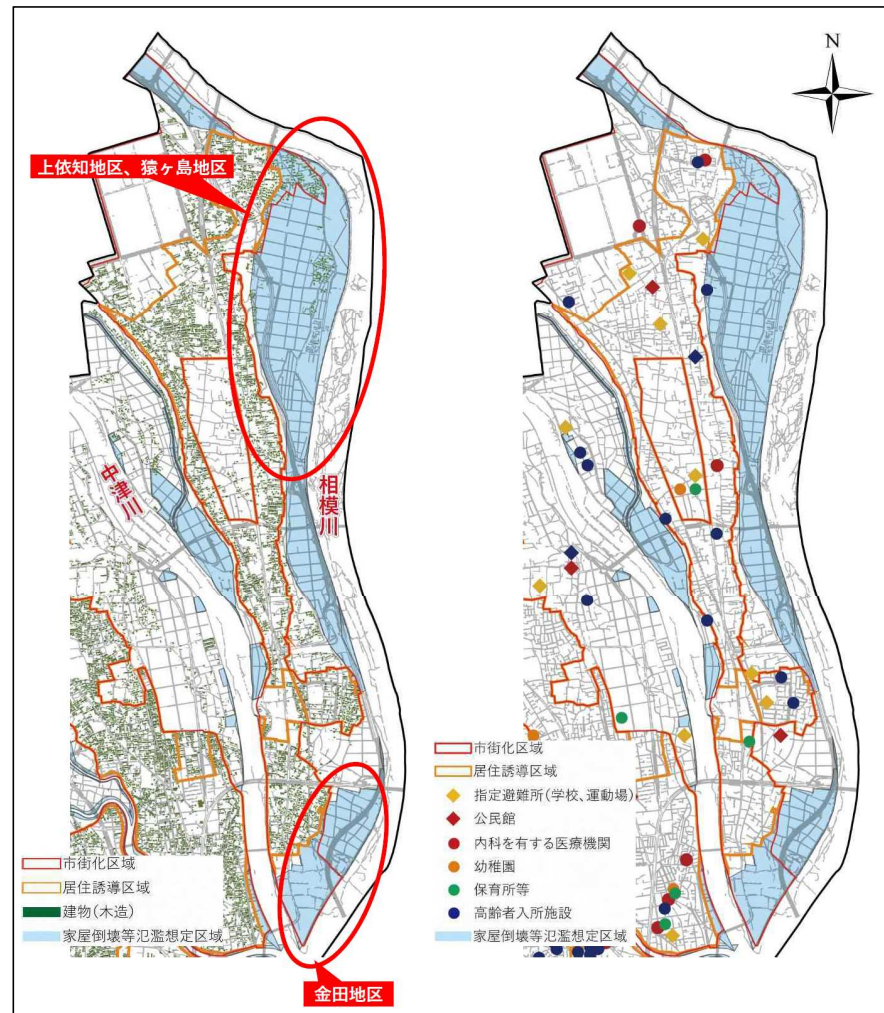 N
上依知地区、猿ヶ島地区
中津川
相模川
市街化区域
居住誘導区域
建物(木造)
家屋倒壊等氾濫想定区域
金田地区
市街化区域
居住誘導区域
指定避難所(学校、運動場)
公民館
内科を有する医療機関
幼稚園
保育所等
高齢者入所施設
家屋倒壊等氾濫想定区域